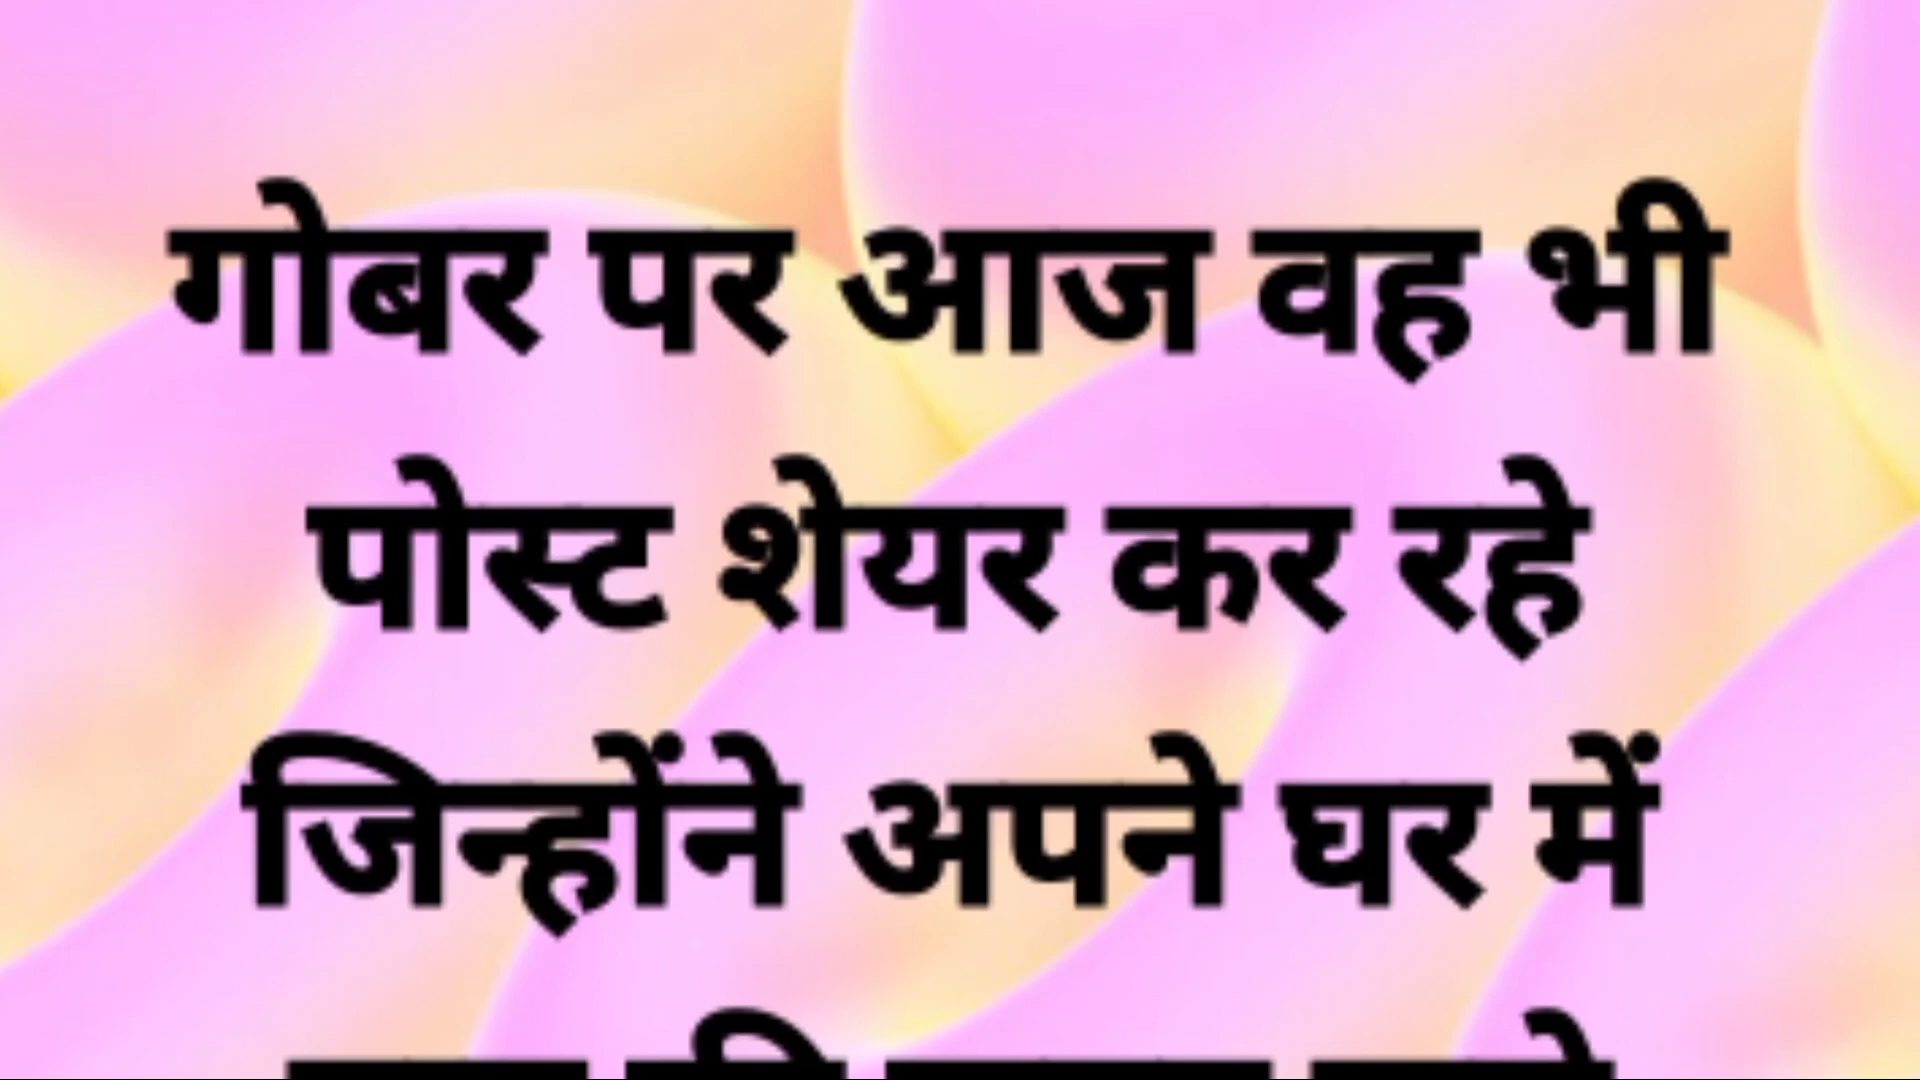 गोबर पर आज वह भी
पोस्ट शेयर कर रहे
जिन्होंने अपने घर में